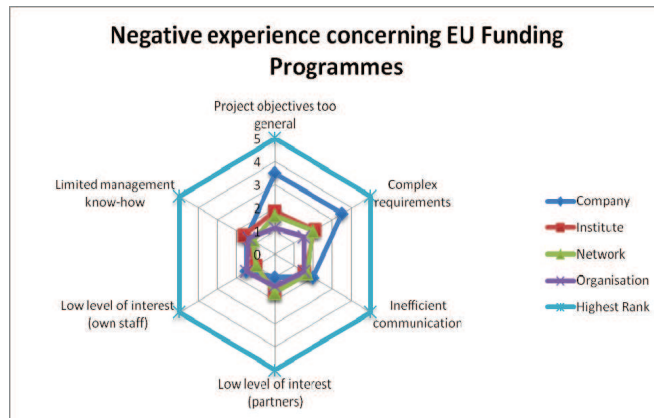 Negative experience concerning EU Funding
Programmes
Project objectives too
general
5
4
3
2
1
0
Complex
requirements
Inefficient
communication
Low level of interest
(partners)
Low level of interest
(own staff)
Limited management
know-how
Company
Institute
Network
Organisation
Highest Rank